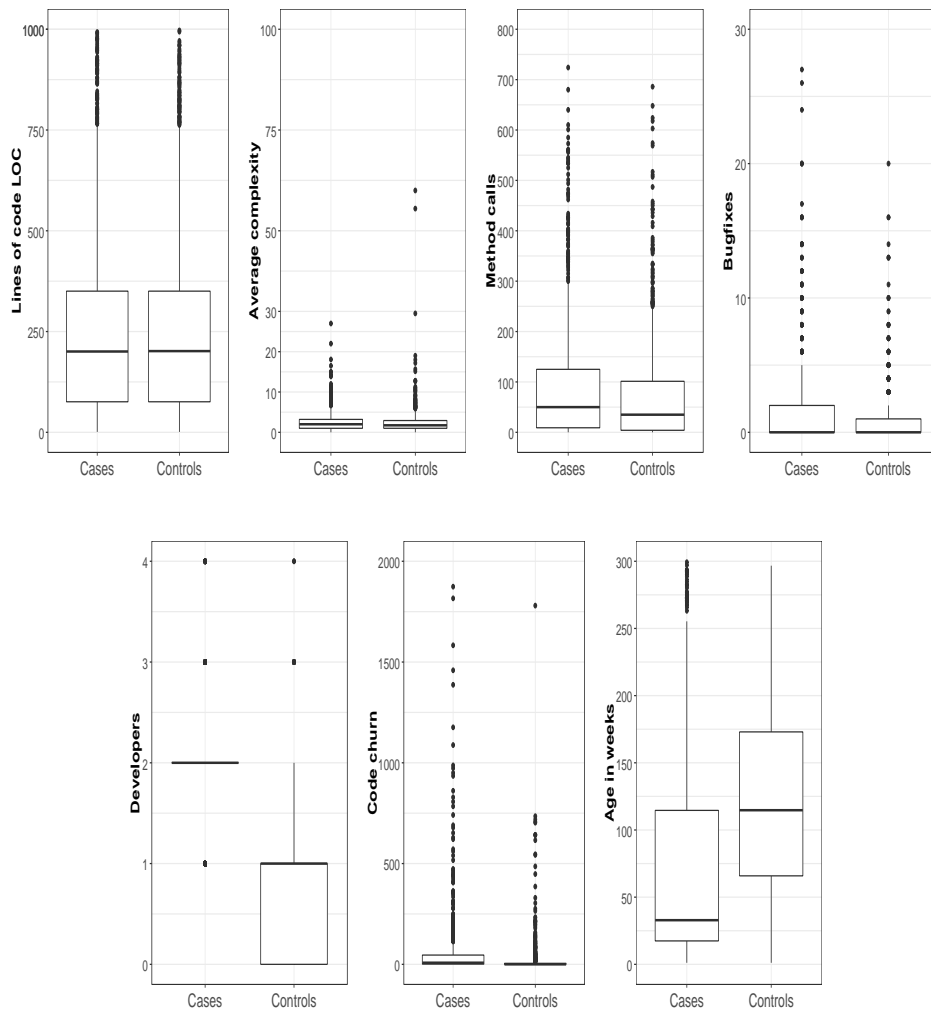 Lines of code LOC
1000
750
500
250
0
Cases
Controls
Average complexity
100
75
50
30
20
10
0
Cases
Controls
Method calls
800
700
600
500
400
300
200
100
0
Cases
Controls
Bugfixes
30
20
10
0
Cases
Controls
Developers
4
3
2
1
0
Cases
Controls
Code churn
2000
1500
1000
500
0
Cases
Controls
Age in weeks
300
250
200
150
100
50
0
Cases
Controls